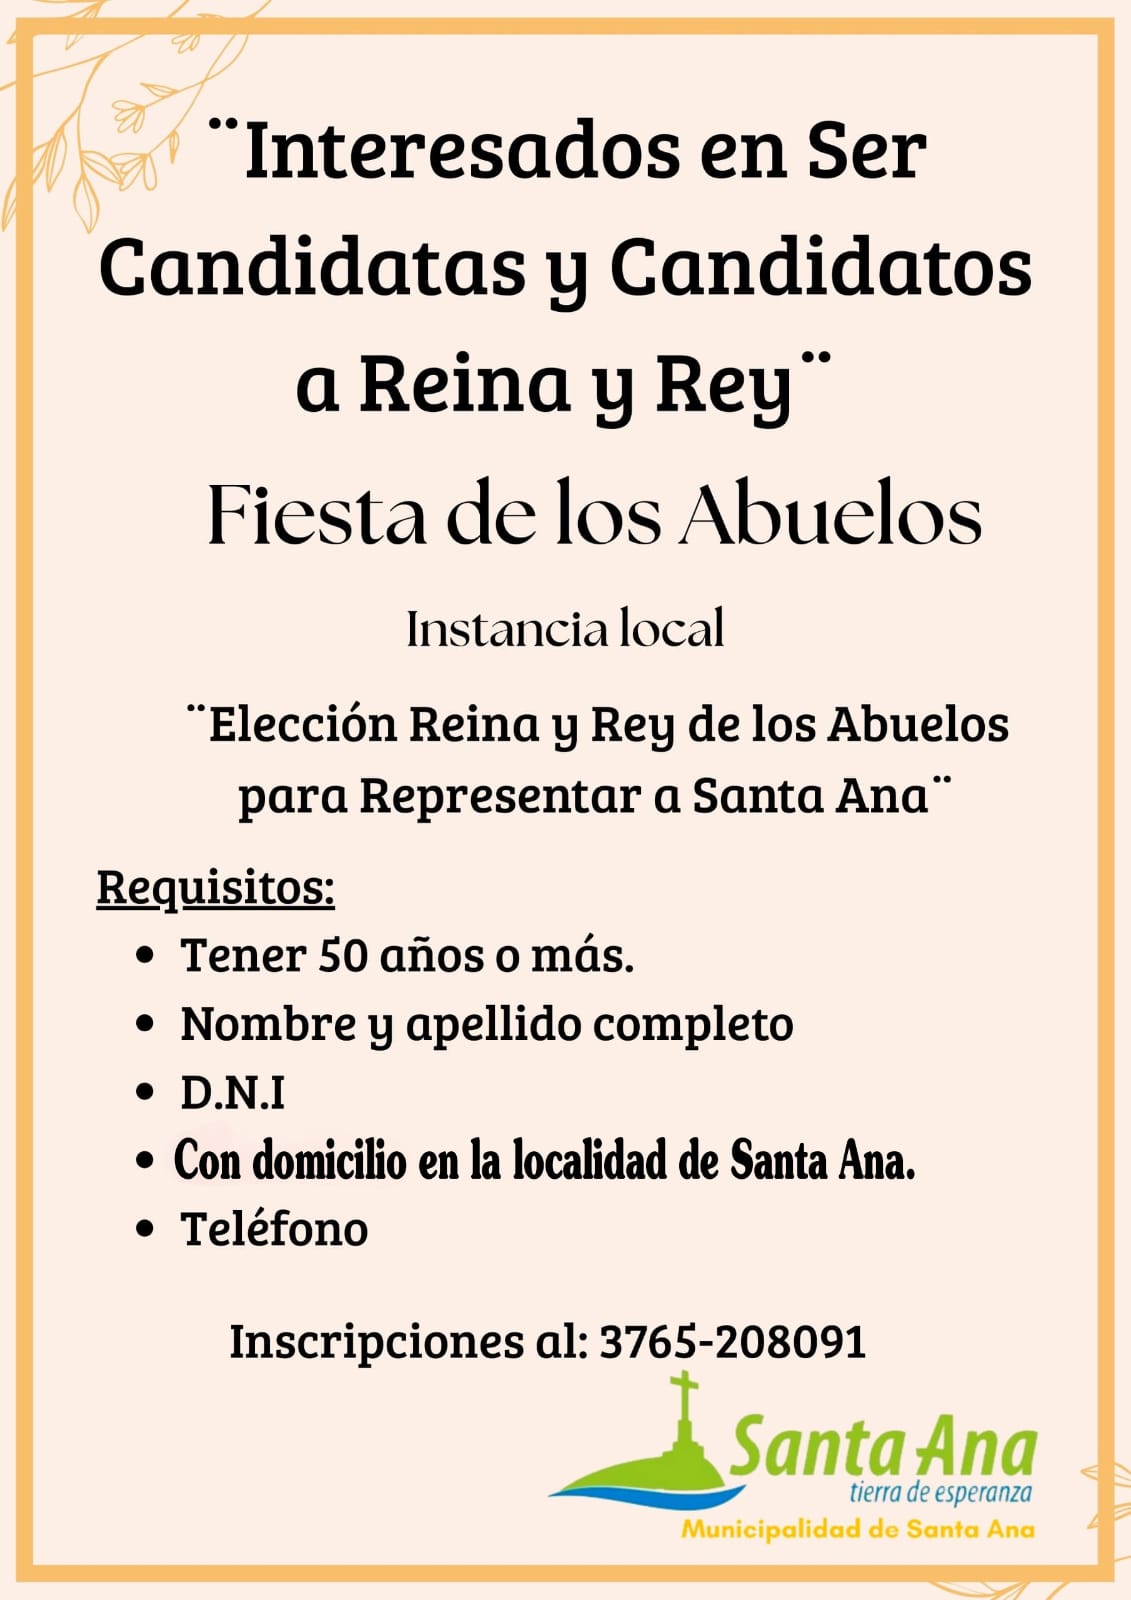 ¨Interesados en Ser
Candidatas y Candidatos
a Reina y Rey¨
Fiesta de los Abuelos
Instancia local
¨Elección Reina y Rey de los Abuelos
para Representar a Santa Ana¨
Requisitos:
• Tener 50 años o más.
• Nombre y apellido completo
• D.N.I
• Con domicilio en la localidad de Santa Ana.
• Teléfono
Inscripciones al: 3765-208091
Santa Ana
tierra de esperanza
Municipalidad de Santa Ana